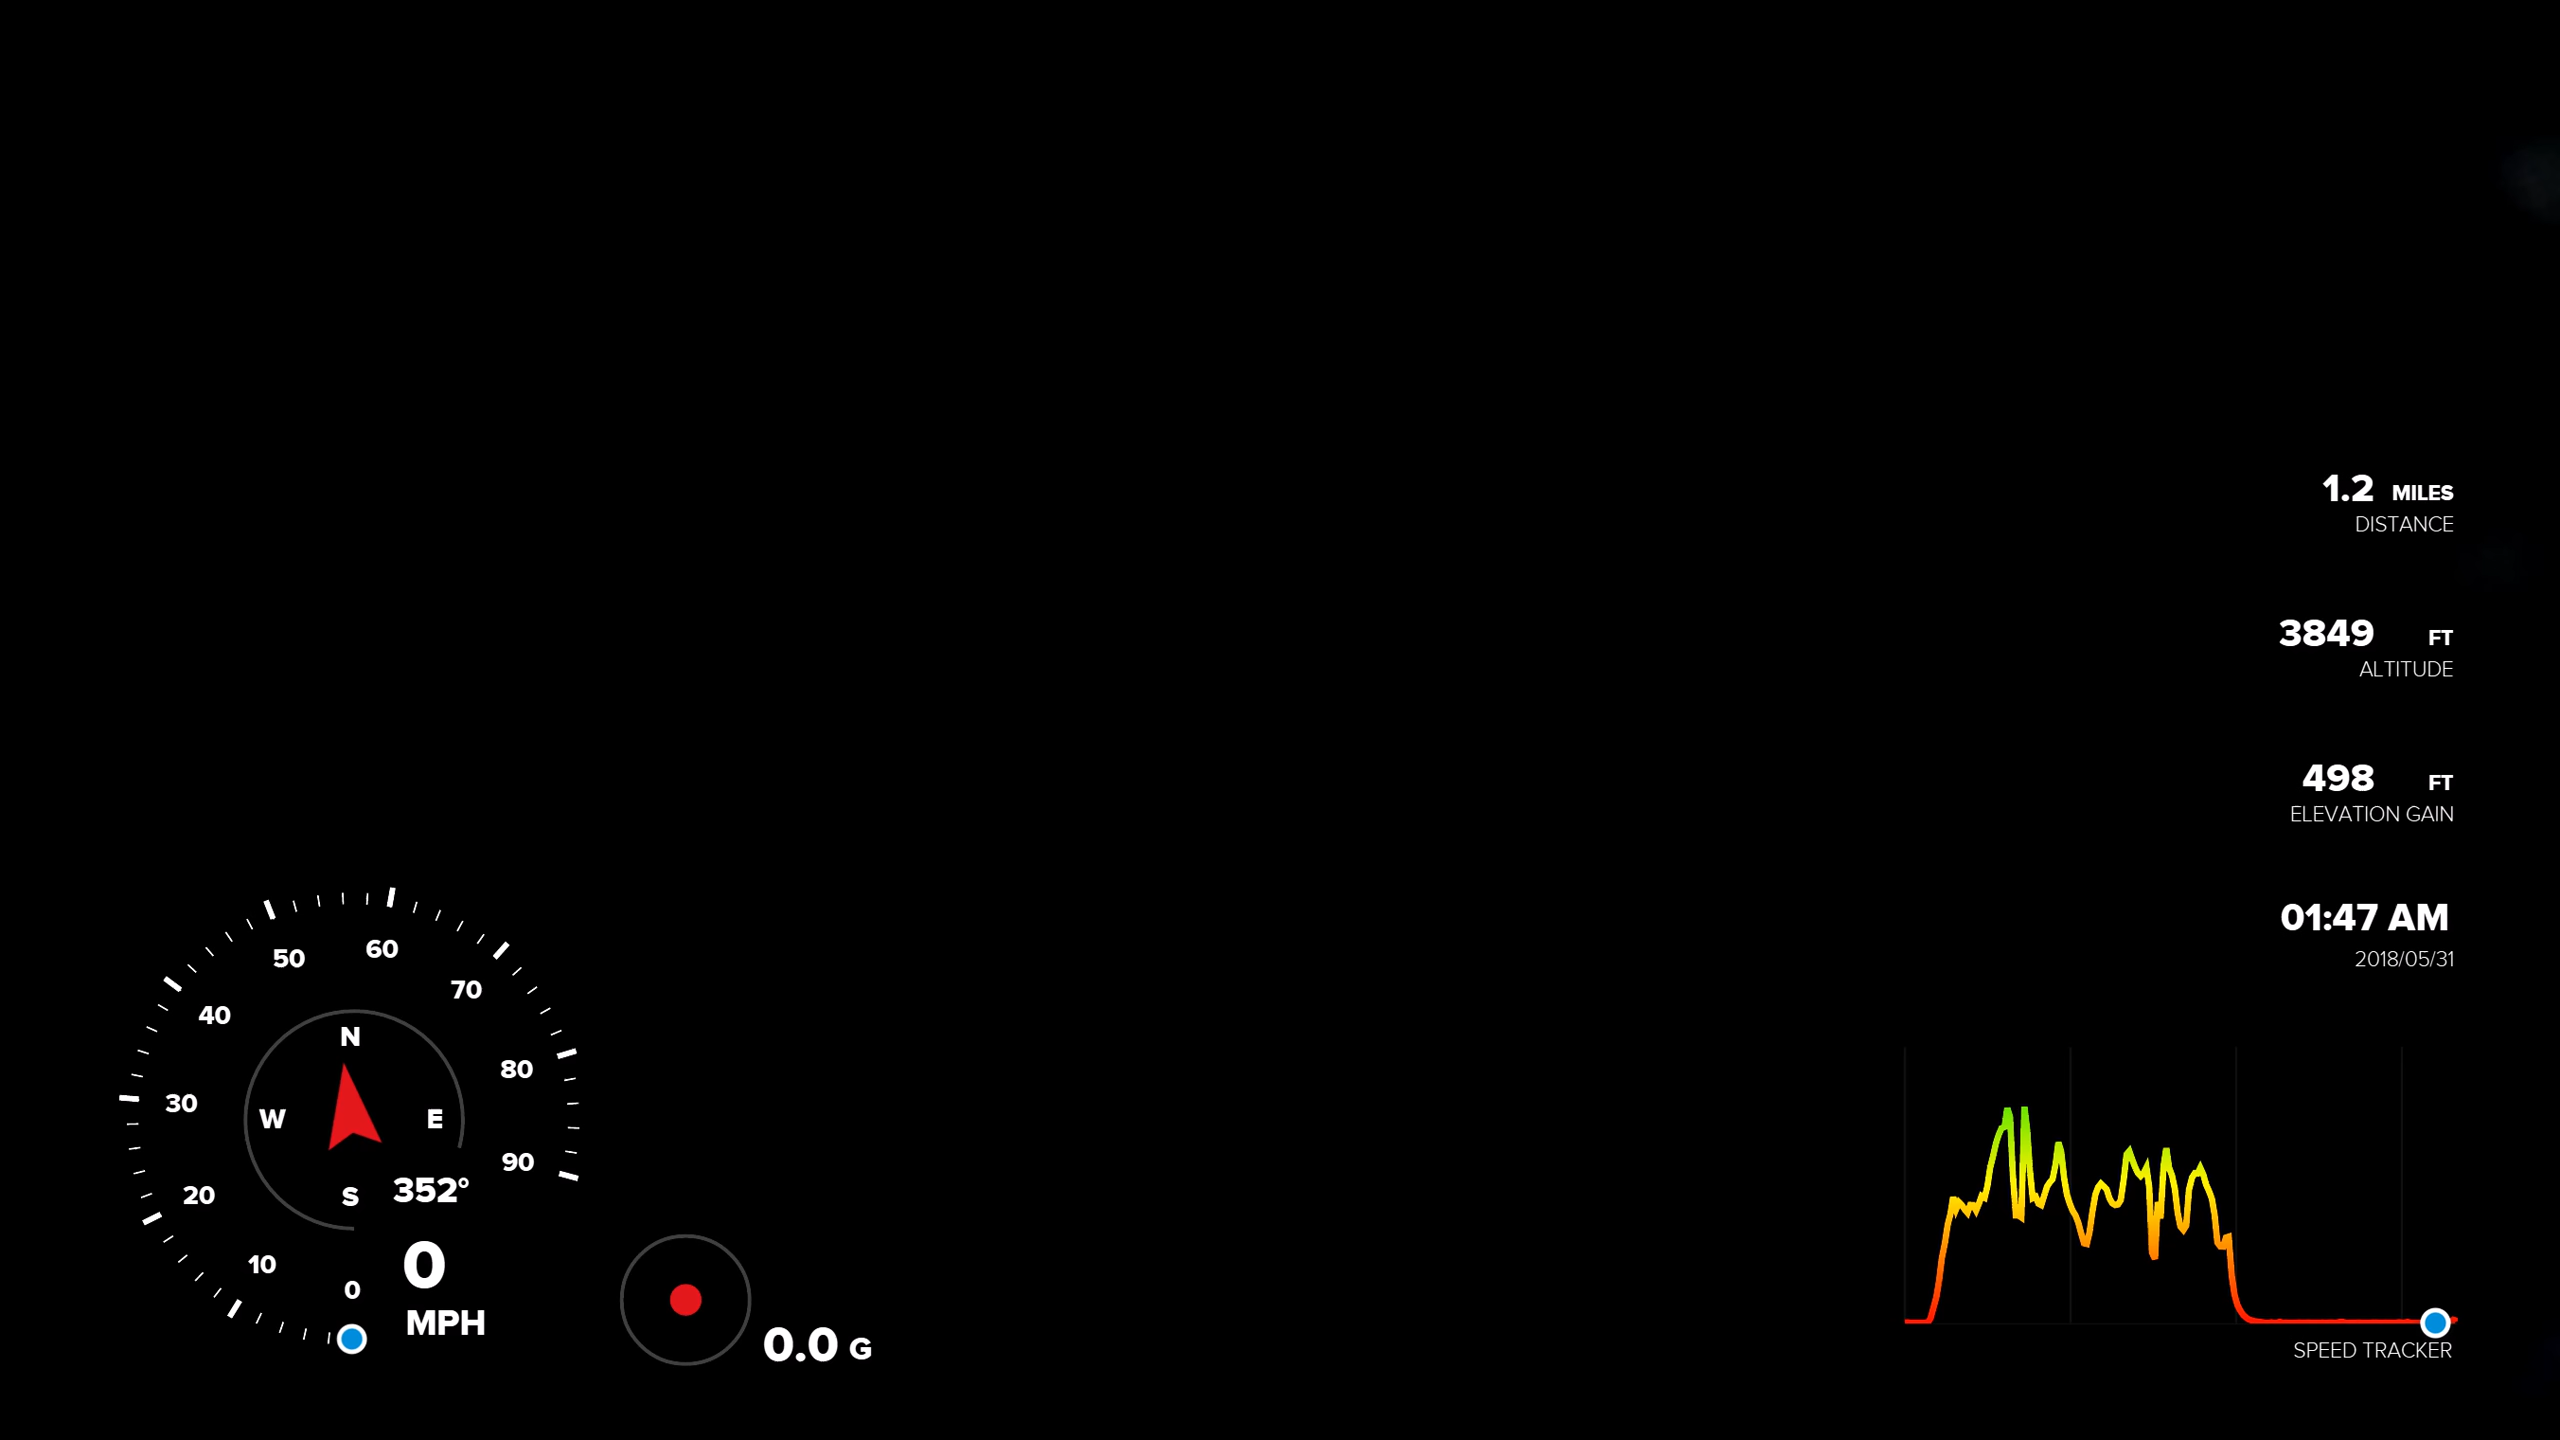 1.2 MILES
DISTANCE
3849 FT
ALTITUDE
498 FT
ELEVATION GAIN
01:47 AM
2018/05/31
50
60
70
40
N
80
30
W
E
90
20
S
352°
10
0
0
MPH
0.0 G
SPEED TRACKER